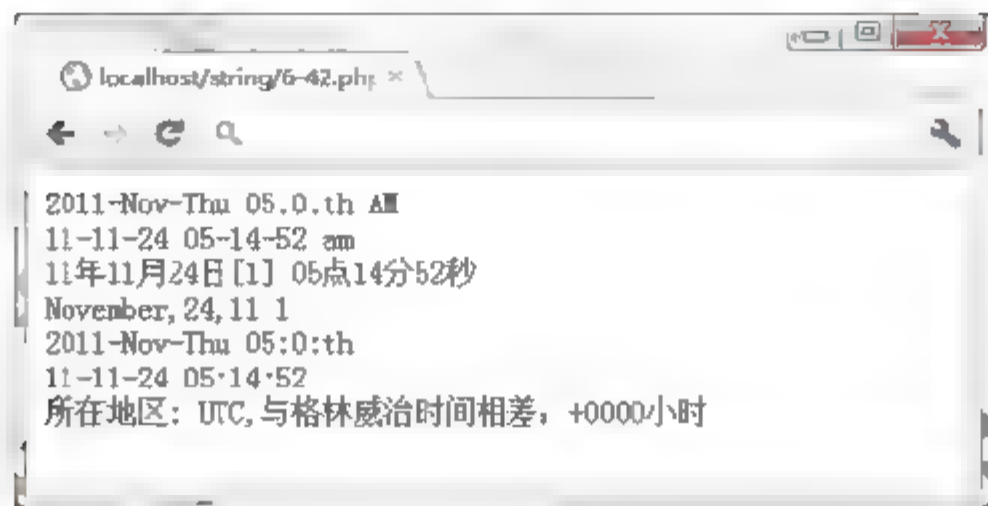 localhost/string/6-42.php
2011-Nov-Thu 05.0.th AM
11-11-24 05-14-52 am
11年11月24日[1] 05点14分52秒
November,24,11 1
2011-Nov-Thu 05:0:th
11-11-24 05:14:52
所在地区: UTC,与格林威治时间相差: +0000小时